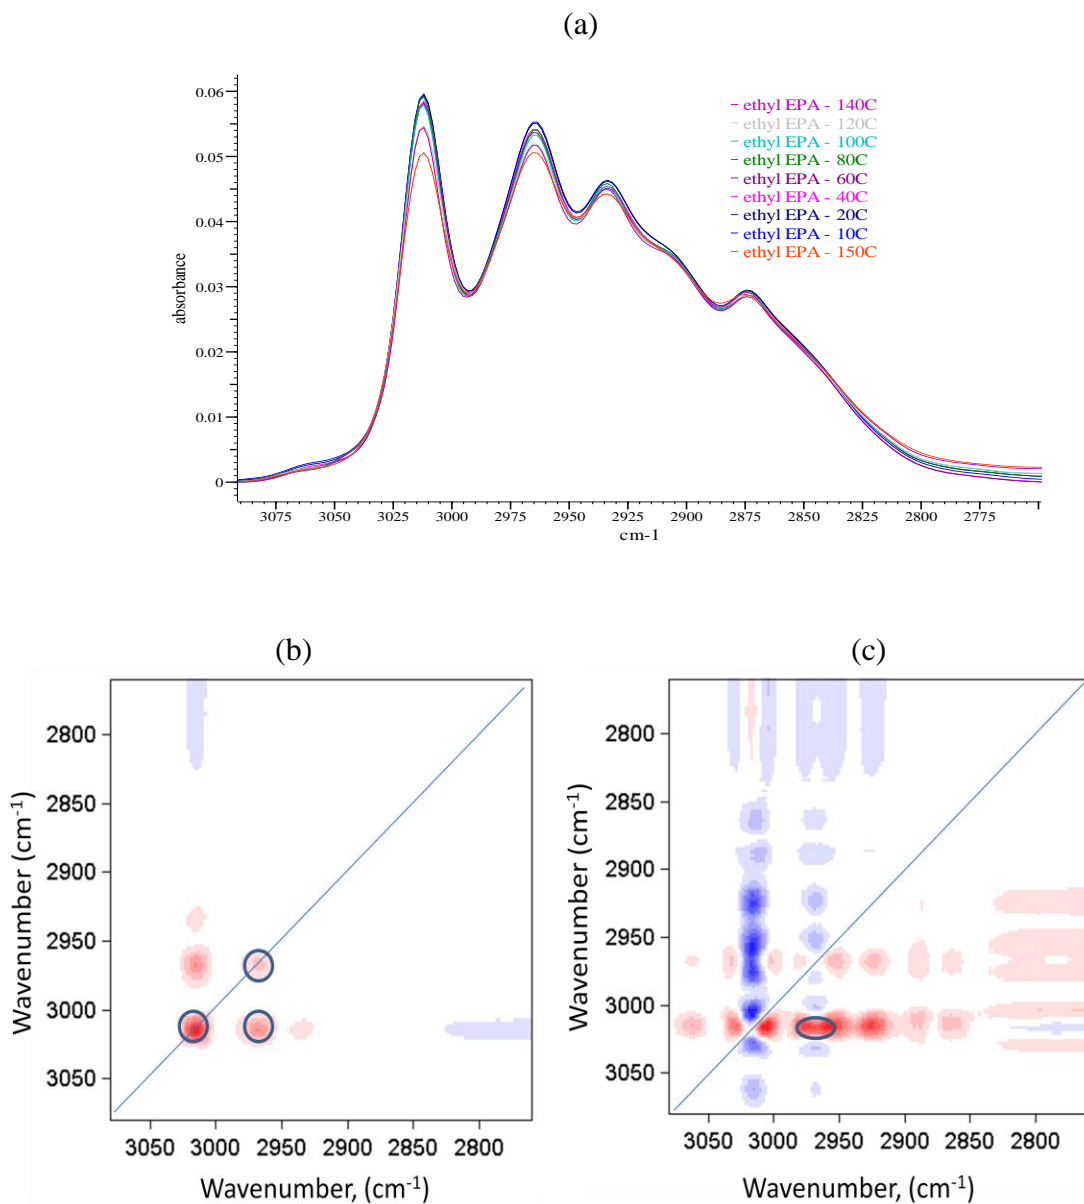 (a)
0.06
0.05
0.04
0.03
0.02
0.01
0
absorbance
ethyl EPA - 140C
ethyl EPA - 120C
ethyl EPA - 100C
ethyl EPA - 80C
ethyl EPA - 60C
ethyl EPA - 40C
ethyl EPA - 20C
ethyl EPA - 10C
ethyl EPA - 150C
3075 3050 3025 3000 2975 2950 2925 2900 2875 2850 2825 2800 2775
cm-1
(b)
2800
2850
2900
2950
3000
3050
Wavenumber (cm-1)
3050 3000 2950 2900 2850 2800
Wavenumber, (cm-1)
(c)
2800
2850
2900
2950
3000
3050
Wavenumber (cm-1)
3050 3000 2950 2900 2850 2800
Wavenumber, (cm-1)